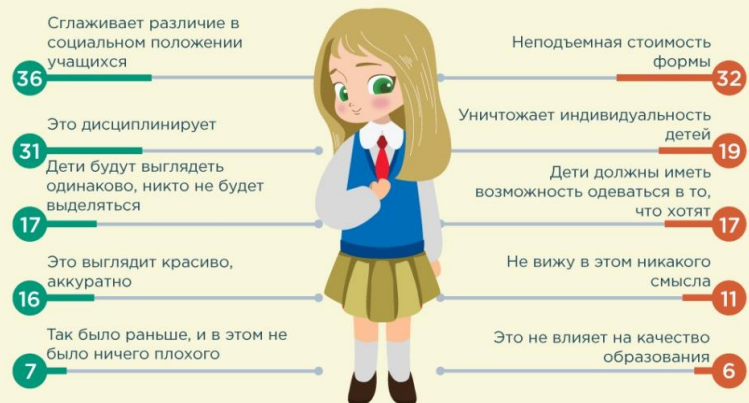 Сглаживает различие в
социальном положении
учащихся
36
Это дисциплинирует
31
Дети будут выглядеть
одинаково, никто не будет
выделяться
17
Это выглядит красиво,
аккуратно
16
Так было раньше, и в этом не
было ничего плохого
7
Неподъемная стоимость
формы
32
Уничтожает индивидуальность
детей
19
Дети должны иметь
возможность одеваться в то,
что хотят
17
Не вижу в этом никакого
смысла
11
Это не влияет на качество
образования
6